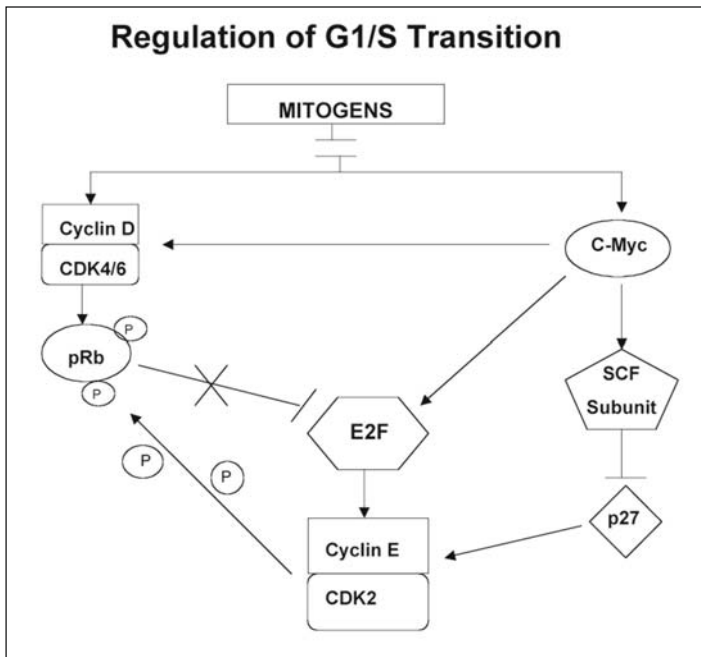 Regulation of G1/S Transition
MITOGENS
Cyclin D
CDK4/6
C-Myc
P
pRb
P
SCF
Subunit
E2F
P
P
p27
Cyclin E
CDK2